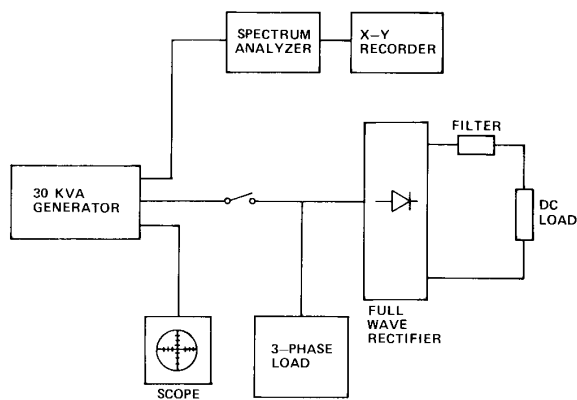 SPECTRUM
ANALYZER
X–Y
RECORDER
FILTER
30 KVA
GENERATOR
DC
LOAD
FULL
WAVE
RECTIFIER
3–PHASE
LOAD
SCOPE